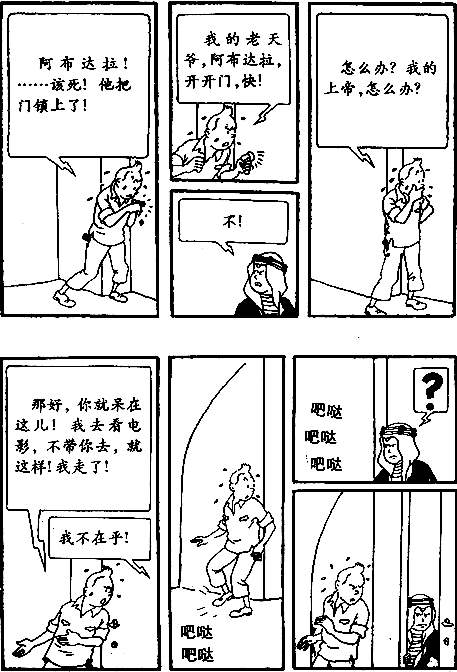 阿布达拉！
……该死！他把
门锁上了！
我的老天
爷，阿布达拉，
开开门，快！
不！
怎么办？我的
上帝，怎么办？
那好，你就呆在
这儿！我去看电
影，不带你去，就
这样！我走了！
我不在乎！
吧哒
吧哒
吧哒
吧哒
吧哒
?